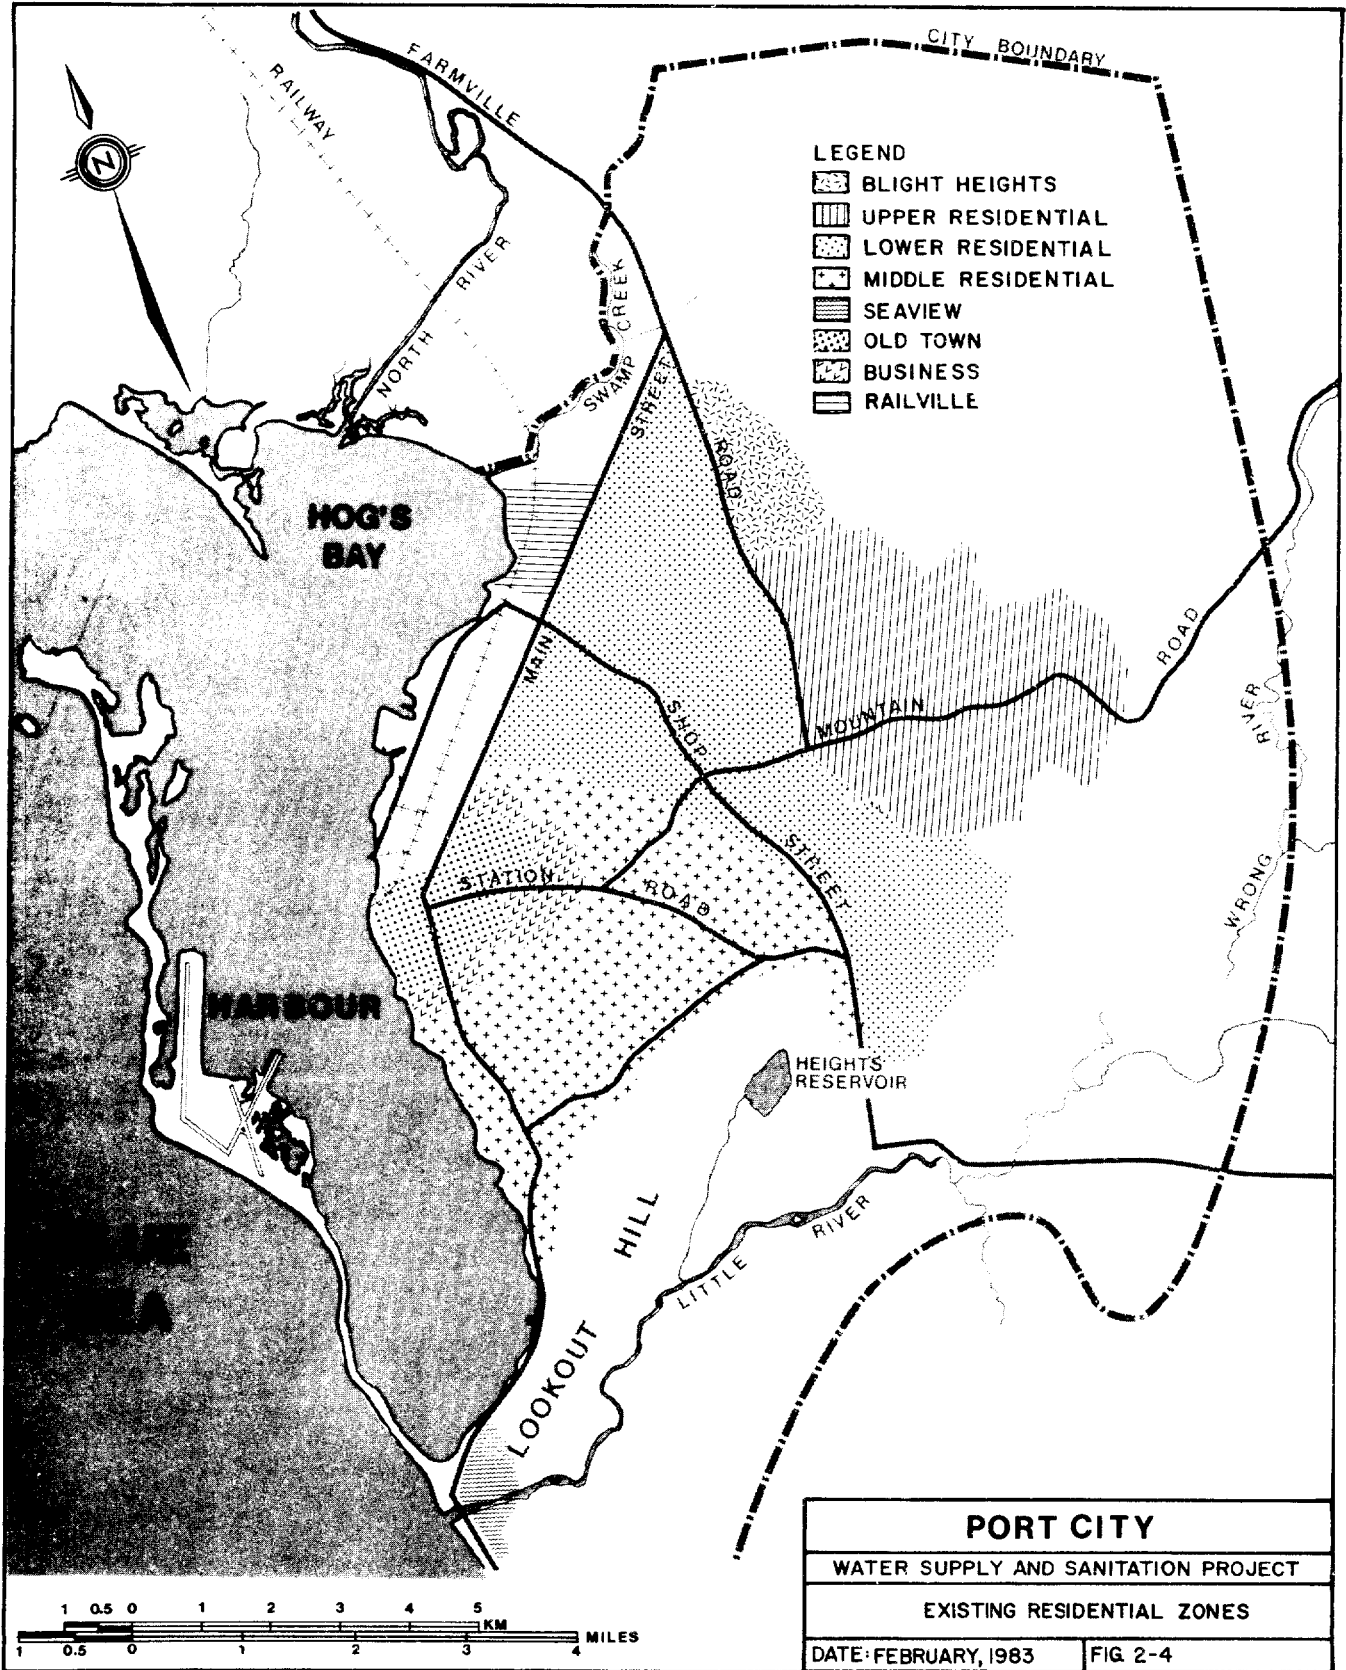 CITY BOUNDARY
FARMVILLE
RAILWAY
N
LEGEND
BLIGHT HEIGHTS
UPPER RESIDENTIAL
LOWER RESIDENTIAL
MIDDLE RESIDENTIAL
SEAVIEW
OLD TOWN
BUSINESS
RAILVILLE
NORTH RIVER
SWAMP CREEK
STREET
ROAD
HOG'S
BAY
MAIN
SHOP
MOUNTAIN
ROAD
RIVER
WRONG
STREET
STATION ROAD
HARBOUR
HEIGHTS
RESERVOIR
LOOKOUT HILL
LITTLE RIVER
1 0.5 0 1 2 3 4 5
KM
1 0.5 0 1 2 3 4 MILES
PORT CITY
WATER SUPPLY AND SANITATION PROJECT
EXISTING RESIDENTIAL ZONES
DATE: FEBRUARY, 1983
FIG. 2-4